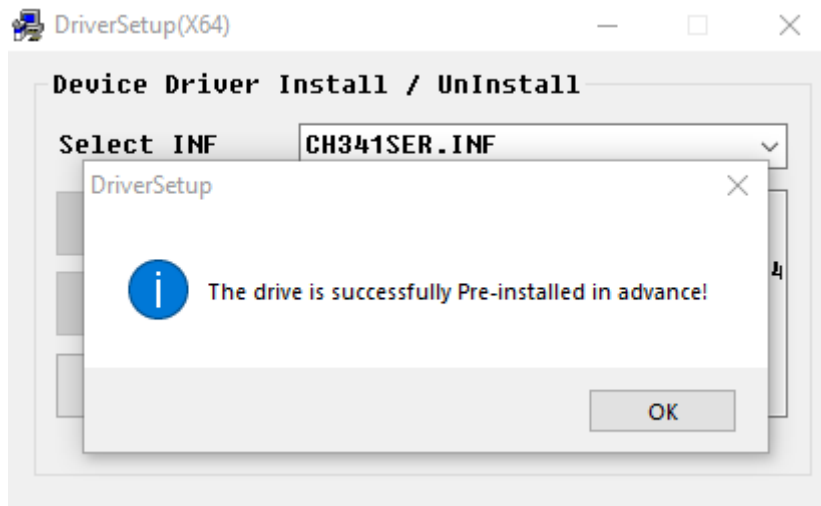 DriverSetup(X64)
Device Driver Install / UnInstall
Select INF CH341SER.INF
DriverSetup
The drive is successfully Pre-installed in advance!
4
OK